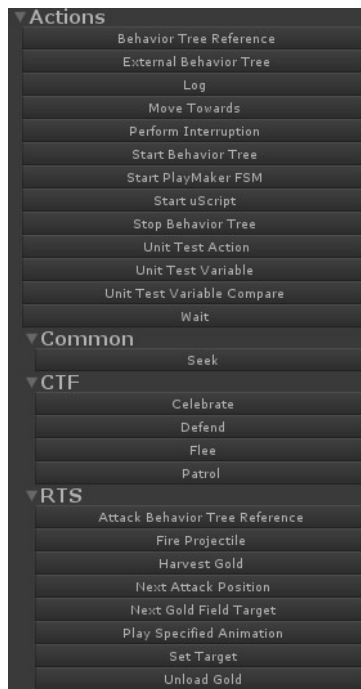 Actions
Behavior Tree Reference
External Behavior Tree
Log
Move Towards
Perform Interruption
Start Behavior Tree
Start PlayMaker FSM
Start uScript
Stop Behavior Tree
Unit Test Action
Unit Test Variable
Unit Test Variable Compare
Wait
Common
Seek
CTF
Celebrate
Defend
Flee
Patrol
RTS
Attack Behavior Tree Reference
Fire Projectile
Harvest Gold
Next Attack Position
Next Gold Field Target
Play Specified Animation
Set Target
Unload Gold